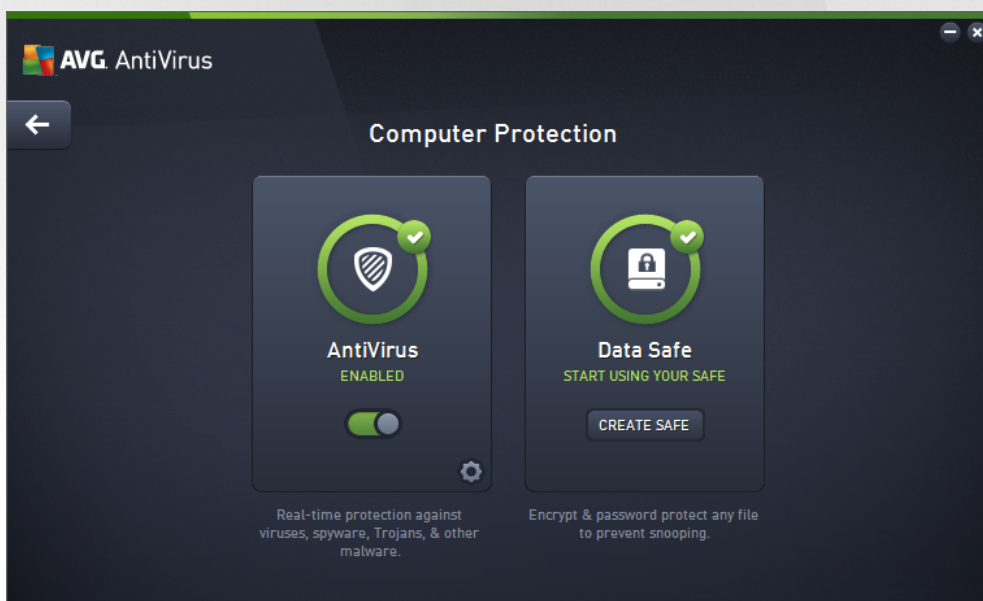 AVG. AntiVirus
Computer Protection
AntiVirus
ENABLED
Real-time protection against
viruses, spyware, Trojans, & other
malware.
Data Safe
START USING YOUR SAFE
CREATE SAFE
Encrypt & password protect any file
to prevent snooping.